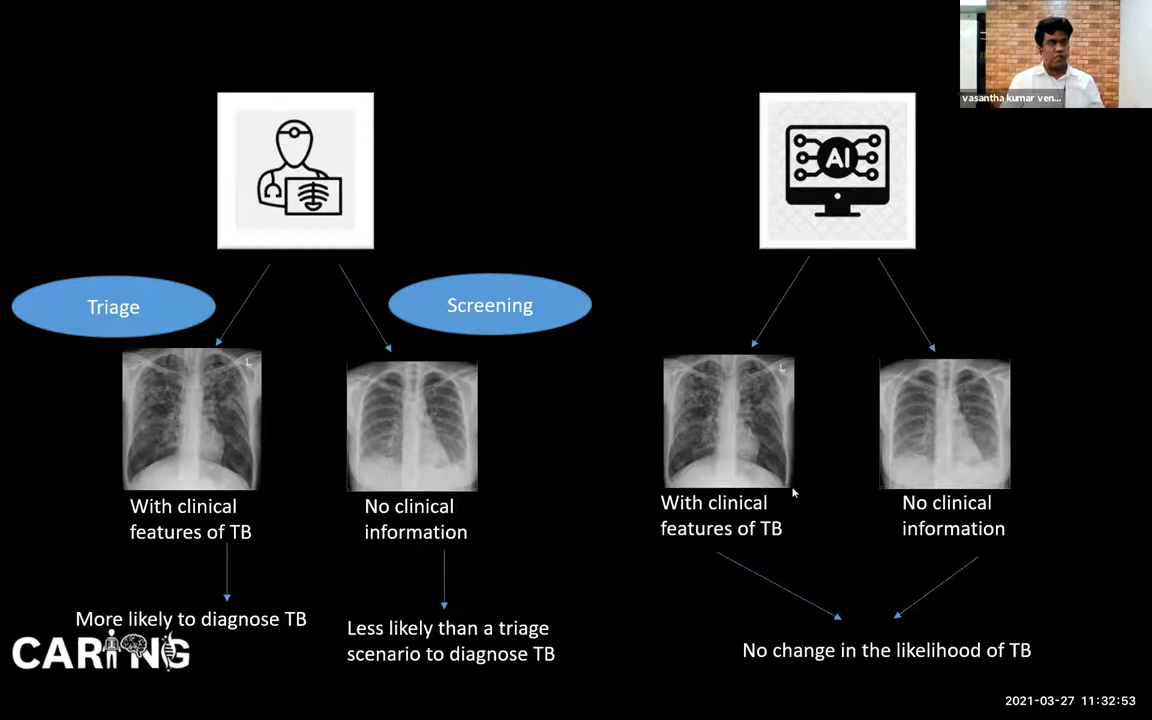 vasantha kumar ven...
AI
Triage
Screening
L
L
With clinical
features of TB
No clinical
information
With clinical
features of TB
No clinical
information
More likely to diagnose TB
Less likely than a triage
scenario to diagnose TB
No change in the likelihood of TB
CARING
2021-03-27 11:32:53